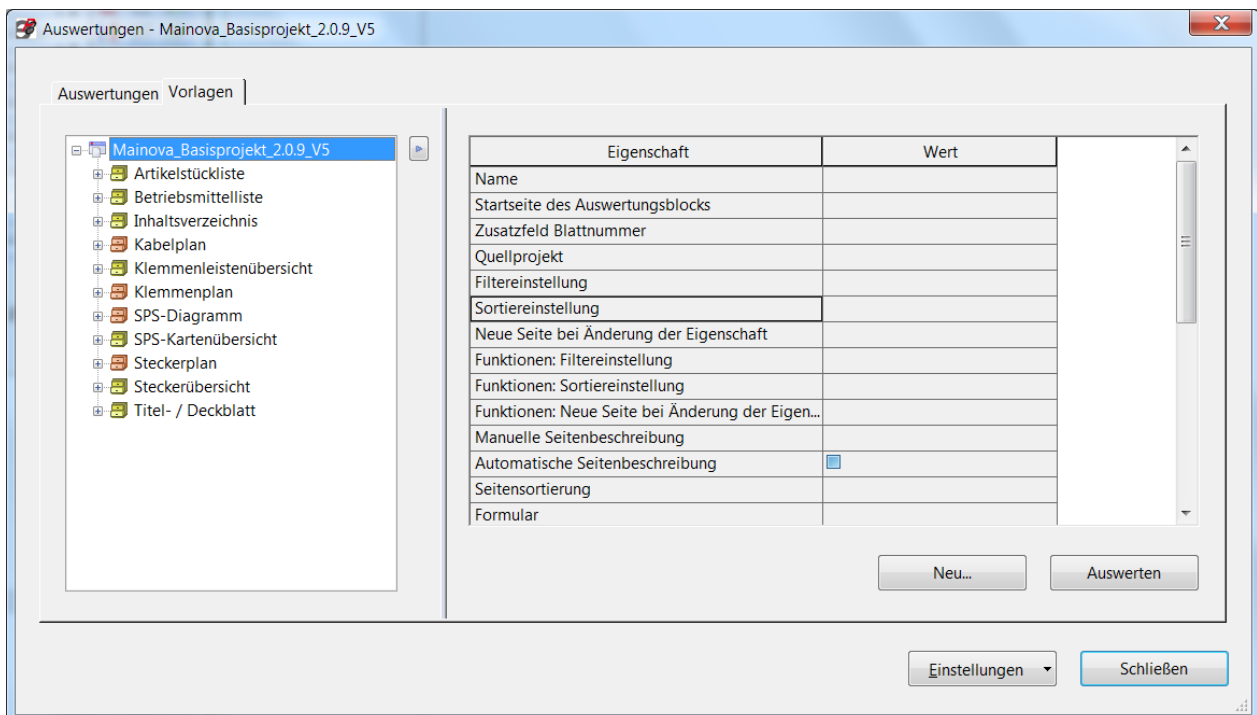 Auswertungen - Mainova_Basisprojekt_2.0.9_V5
Auswertungen Vorlagen
Mainova_Basisprojekt_2.0.9_V5
Artikelstückliste
Betriebsmittelliste
Inhaltsverzeichnis
Kabelplan
Klemmenleistenübersicht
Klemmenplan
SPS-Diagramm
SPS-Kartenübersicht
Steckerplan
Steckerübersicht
Titel- / Deckblatt
Eigenschaft Wert
Name
Startseite des Auswertungsblocks
Zusatzfeld Blattnummer
Quellprojekt
Filtereinstellung
Sortiereinstellung
Neue Seite bei Änderung der Eigenschaft
Funktionen: Filtereinstellung
Funktionen: Sortiereinstellung
Funktionen: Neue Seite bei Änderung der Eigen...
Manuelle Seitenbeschreibung
Automatische Seitenbeschreibung
Seitensortierung
Formular
Neu... Auswerten
Einstellungen Schließen